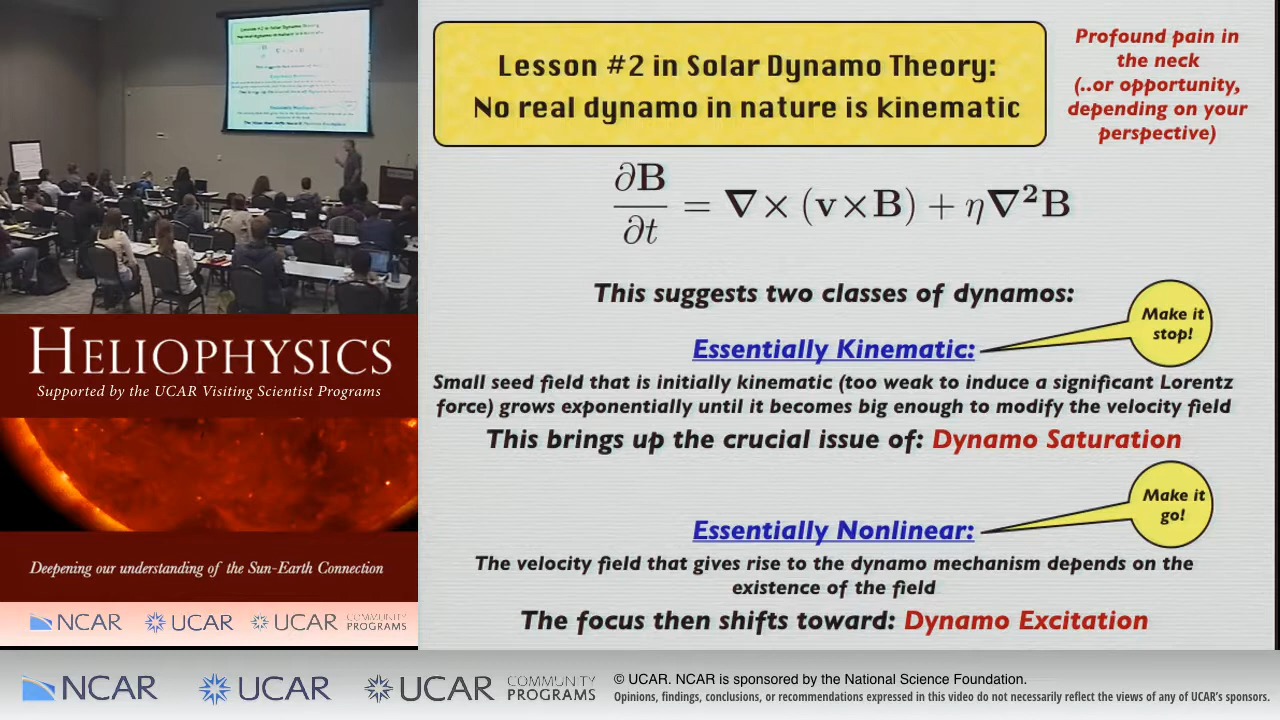 Lesson #2 in Solar Dynamo Theory:
No real dynamo in nature is kinematic
Profound pain in
the neck
(..or opportunity,
depending on your
perspective)
∂B/∂t = ∇×(v×B) + η∇²B
This suggests two classes of dynamos:
Make it
stop!
Essentially Kinematic:
Small seed field that is initially kinematic (too weak to induce a significant Lorentz
force) grows exponentially until it becomes big enough to modify the velocity field
This brings up the crucial issue of: Dynamo Saturation
Make it
go!
Essentially Nonlinear:
The velocity field that gives rise to the dynamo mechanism depends on the
existence of the field
The focus then shifts toward: Dynamo Excitation
HELIOPHYSICS
Supported by the UCAR Visiting Scientist Programs
Deepening our understanding of the Sun-Earth Connection
NCAR UCAR UCAR COMMUNITY
PROGRAMS
NCAR UCAR UCAR COMMUNITY
PROGRAMS
© UCAR. NCAR is sponsored by the National Science Foundation.
Opinions, findings, conclusions, or recommendations expressed in this video do not necessarily reflect the views of any of UCAR's sponsors.